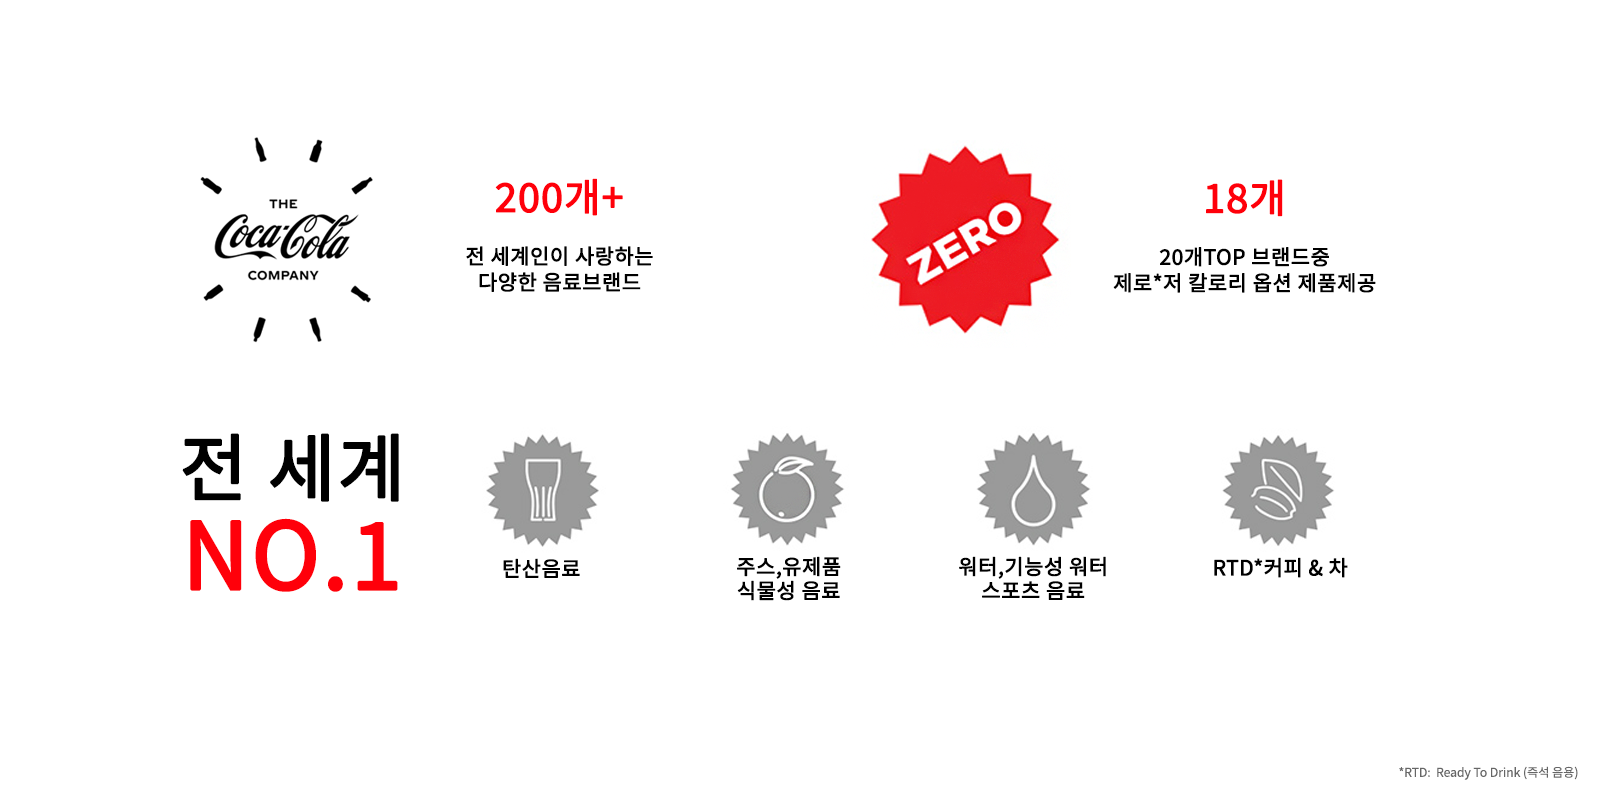 THE
Coca-Cola
COMPANY
200개+
전 세계인이 사랑하는
다양한 음료브랜드
ZERO
18개
20개TOP 브랜드중
제로*저 칼로리 옵션 제품제공
전 세계
NO.1
탄산음료
주스,유제품
식물성 음료
워터,기능성 워터
스포츠 음료
RTD*커피 & 차
*RTD: Ready To Drink (즉석 음용)